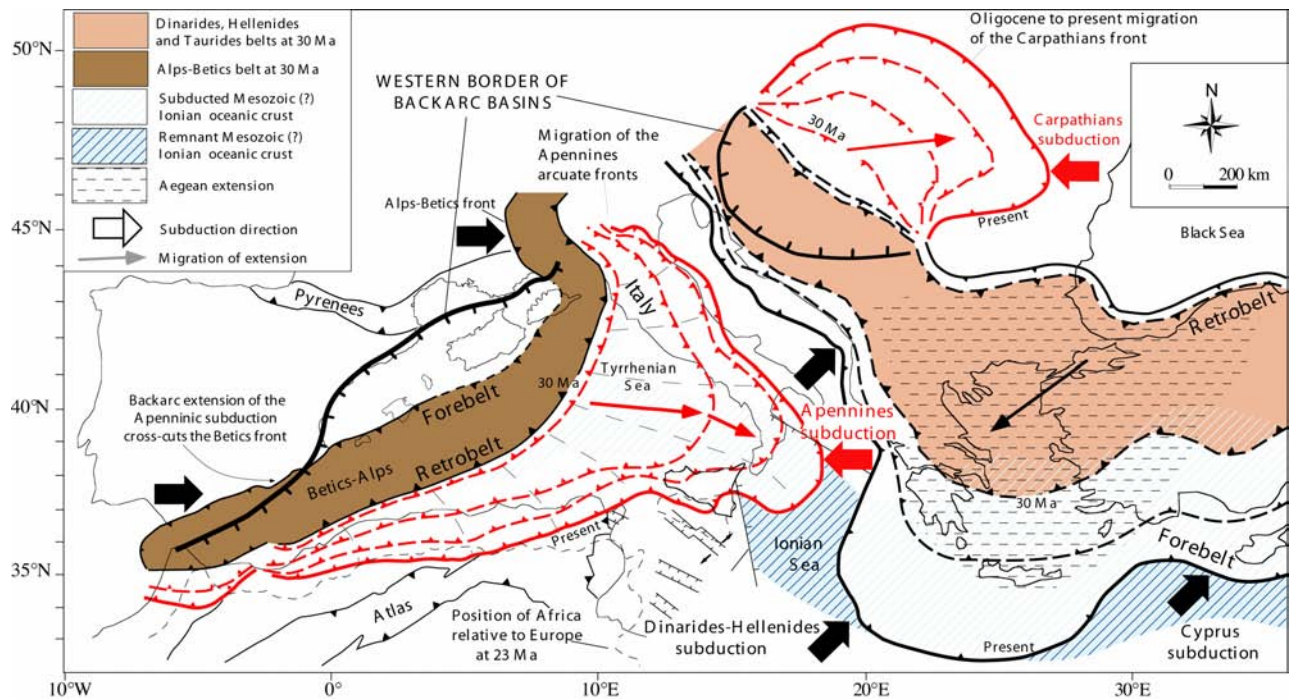 Dinarides, Hellenides
and Taurides belts at 30 Ma
Alps-Betics belt at 30 Ma
Subducted Mesozoic (?)
Ionian oceanic crust
Remnant Mesozoic (?)
Ionian oceanic crust
Aegean extension
Subduction direction
Migration of extension
50°N
45°N
40°N
35°N
10°W
0°
10°E
20°E
30°E
WESTERN BORDER OF
BACKARC BASINS
Oligocene to present migration
of the Carpathians front
N
0
200 km
Carpathians
subduction
30 Ma
Present
Black Sea
Migration of the
Apennines
arcuate fronts
Alps-Betics front
Pyrenees
Italy
Retrobelt
Tyrrhenian
Sea
30 Ma
Backarc extension of the
Apenninic subduction
cross-cuts the Betics front
Forebelt
Retrobelt
Betics-Alps
Apennines
subduction
30 Ma
Present
Ionian
Sea
Forebelt
Atlas
Position of Africa
relative to Europe
at 23 Ma
Dinarides-Hellenides
subduction
Present
Cyprus
subduction